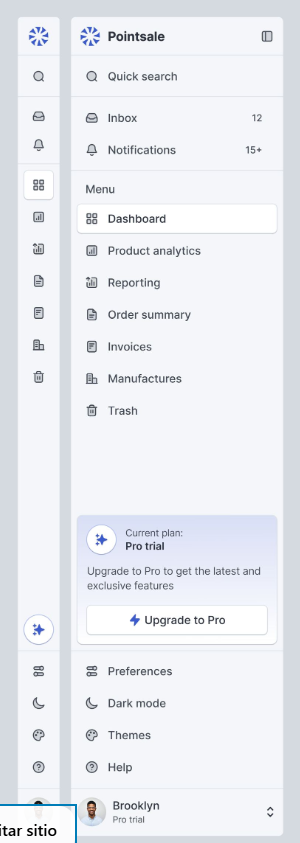 Pointsale
Quick search
Inbox 12
Notifications 15+
Menu
Dashboard
Product analytics
Reporting
Order summary
Invoices
Manufactures
Trash
Current plan:
Pro trial
Upgrade to Pro to get the latest and
exclusive features
Upgrade to Pro
Preferences
Dark mode
Themes
Help
Brooklyn
Pro trial
itar sitio